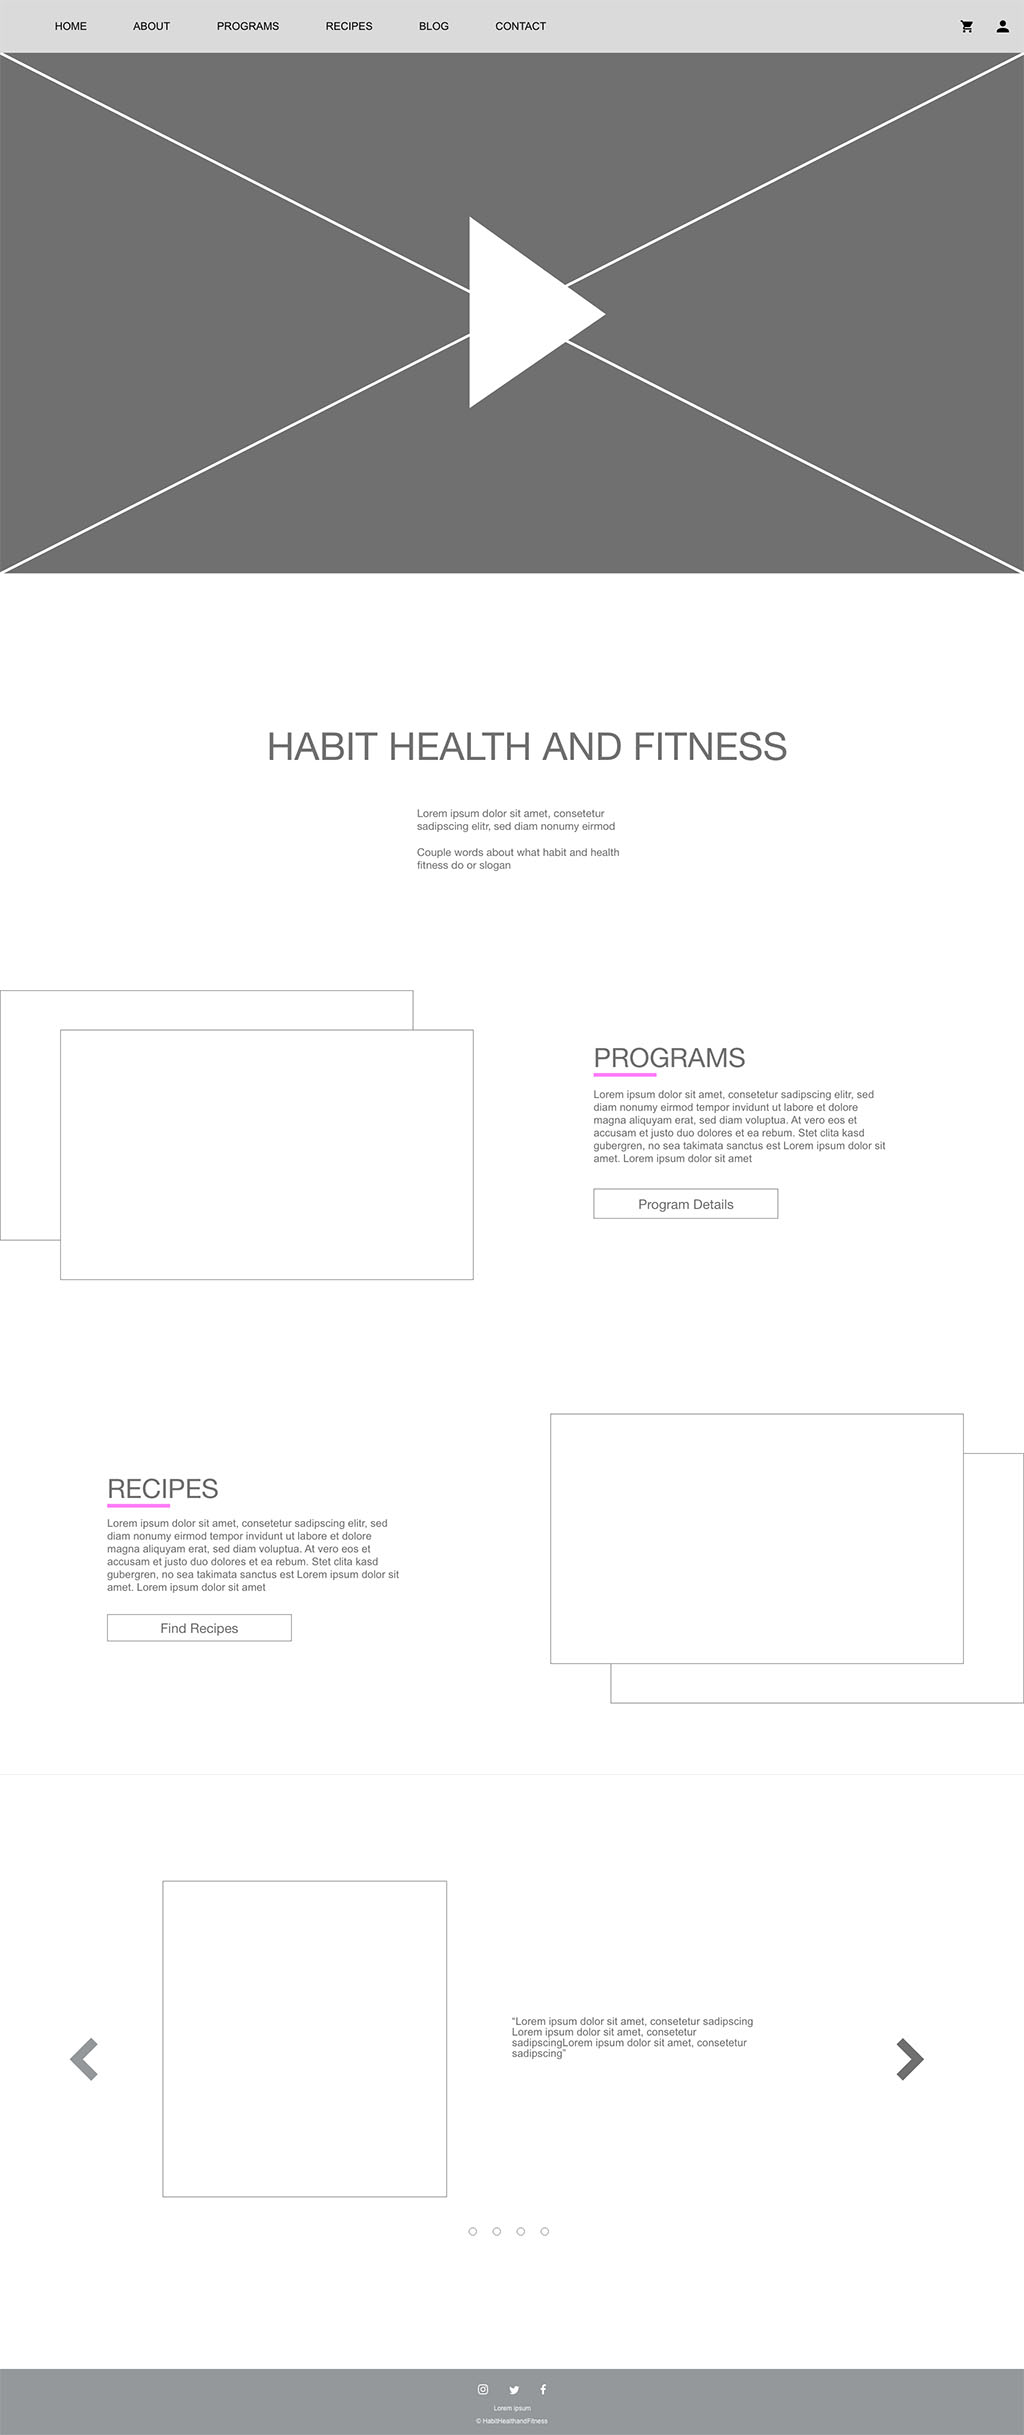 HOME ABOUT PROGRAMS RECIPES BLOG CONTACT
HABIT HEALTH AND FITNESS
Lorem ipsum dolor sit amet, consetetur
sadipscing elitr, sed diam nonumy eirmod
Couple words about what habit and health
fitness do or slogan
PROGRAMS
Lorem ipsum dolor sit amet, consetetur sadipscing elitr, sed
diam nonumy eirmod tempor invidunt ut labore et dolore
magna aliquyam erat, sed diam voluptua. At vero eos et
accusam et justo duo dolores et ea rebum. Stet clita kasd
gubergren, no sea takimata sanctus est Lorem ipsum dolor sit
amet. Lorem ipsum dolor sit amet
Program Details
RECIPES
Lorem ipsum dolor sit amet, consetetur sadipscing elitr, sed
diam nonumy eirmod tempor invidunt ut labore et dolore
magna aliquyam erat, sed diam voluptua. At vero eos et
accusam et justo duo dolores et ea rebum. Stet clita kasd
gubergren, no sea takimata sanctus est Lorem ipsum dolor sit
amet. Lorem ipsum dolor sit amet
Find Recipes
"Lorem ipsum dolor sit amet, consetetur sadipscing
Lorem ipsum dolor sit amet, consetetur
sadipscingLorem ipsum dolor sit amet, consetetur
sadipscing"
Lorem ipsum
© HabitHealthandFitness